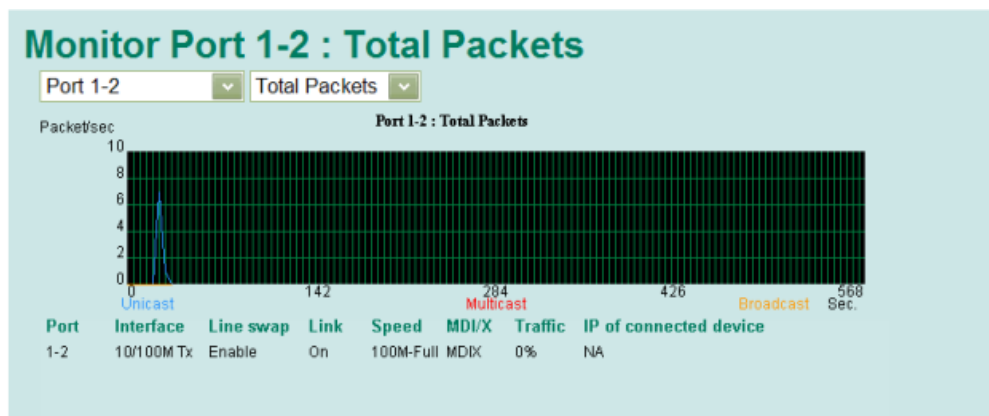 Monitor Port 1-2 : Total Packets
Port 1-2 Total Packets
Packet/sec Port 1-2 : Total Packets
10
8
6
4
2
0
0 142 284 426 568
Unicast Multicast Broadcast Sec.
Port Interface Line swap Link Speed MDI/X Traffic IP of connected device
1-2 10/100M Tx Enable On 100M-Full MDIX 0% NA